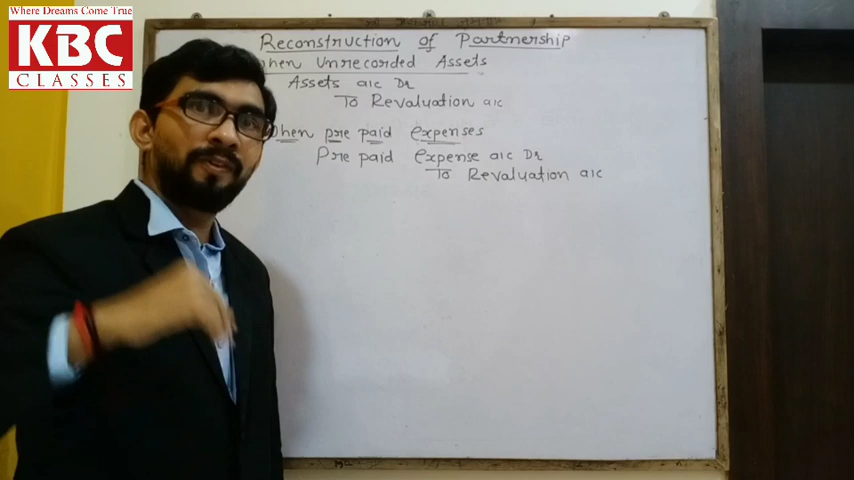 Where Dreams Come True
KBC
CLASSES
Reconstruction of Partnership
hen Unrecorded Assets
Assets a/c Dr
To Revaluation a/c
When pre paid expenses
Pre paid expense a/c Dr
To Revaluation a/c